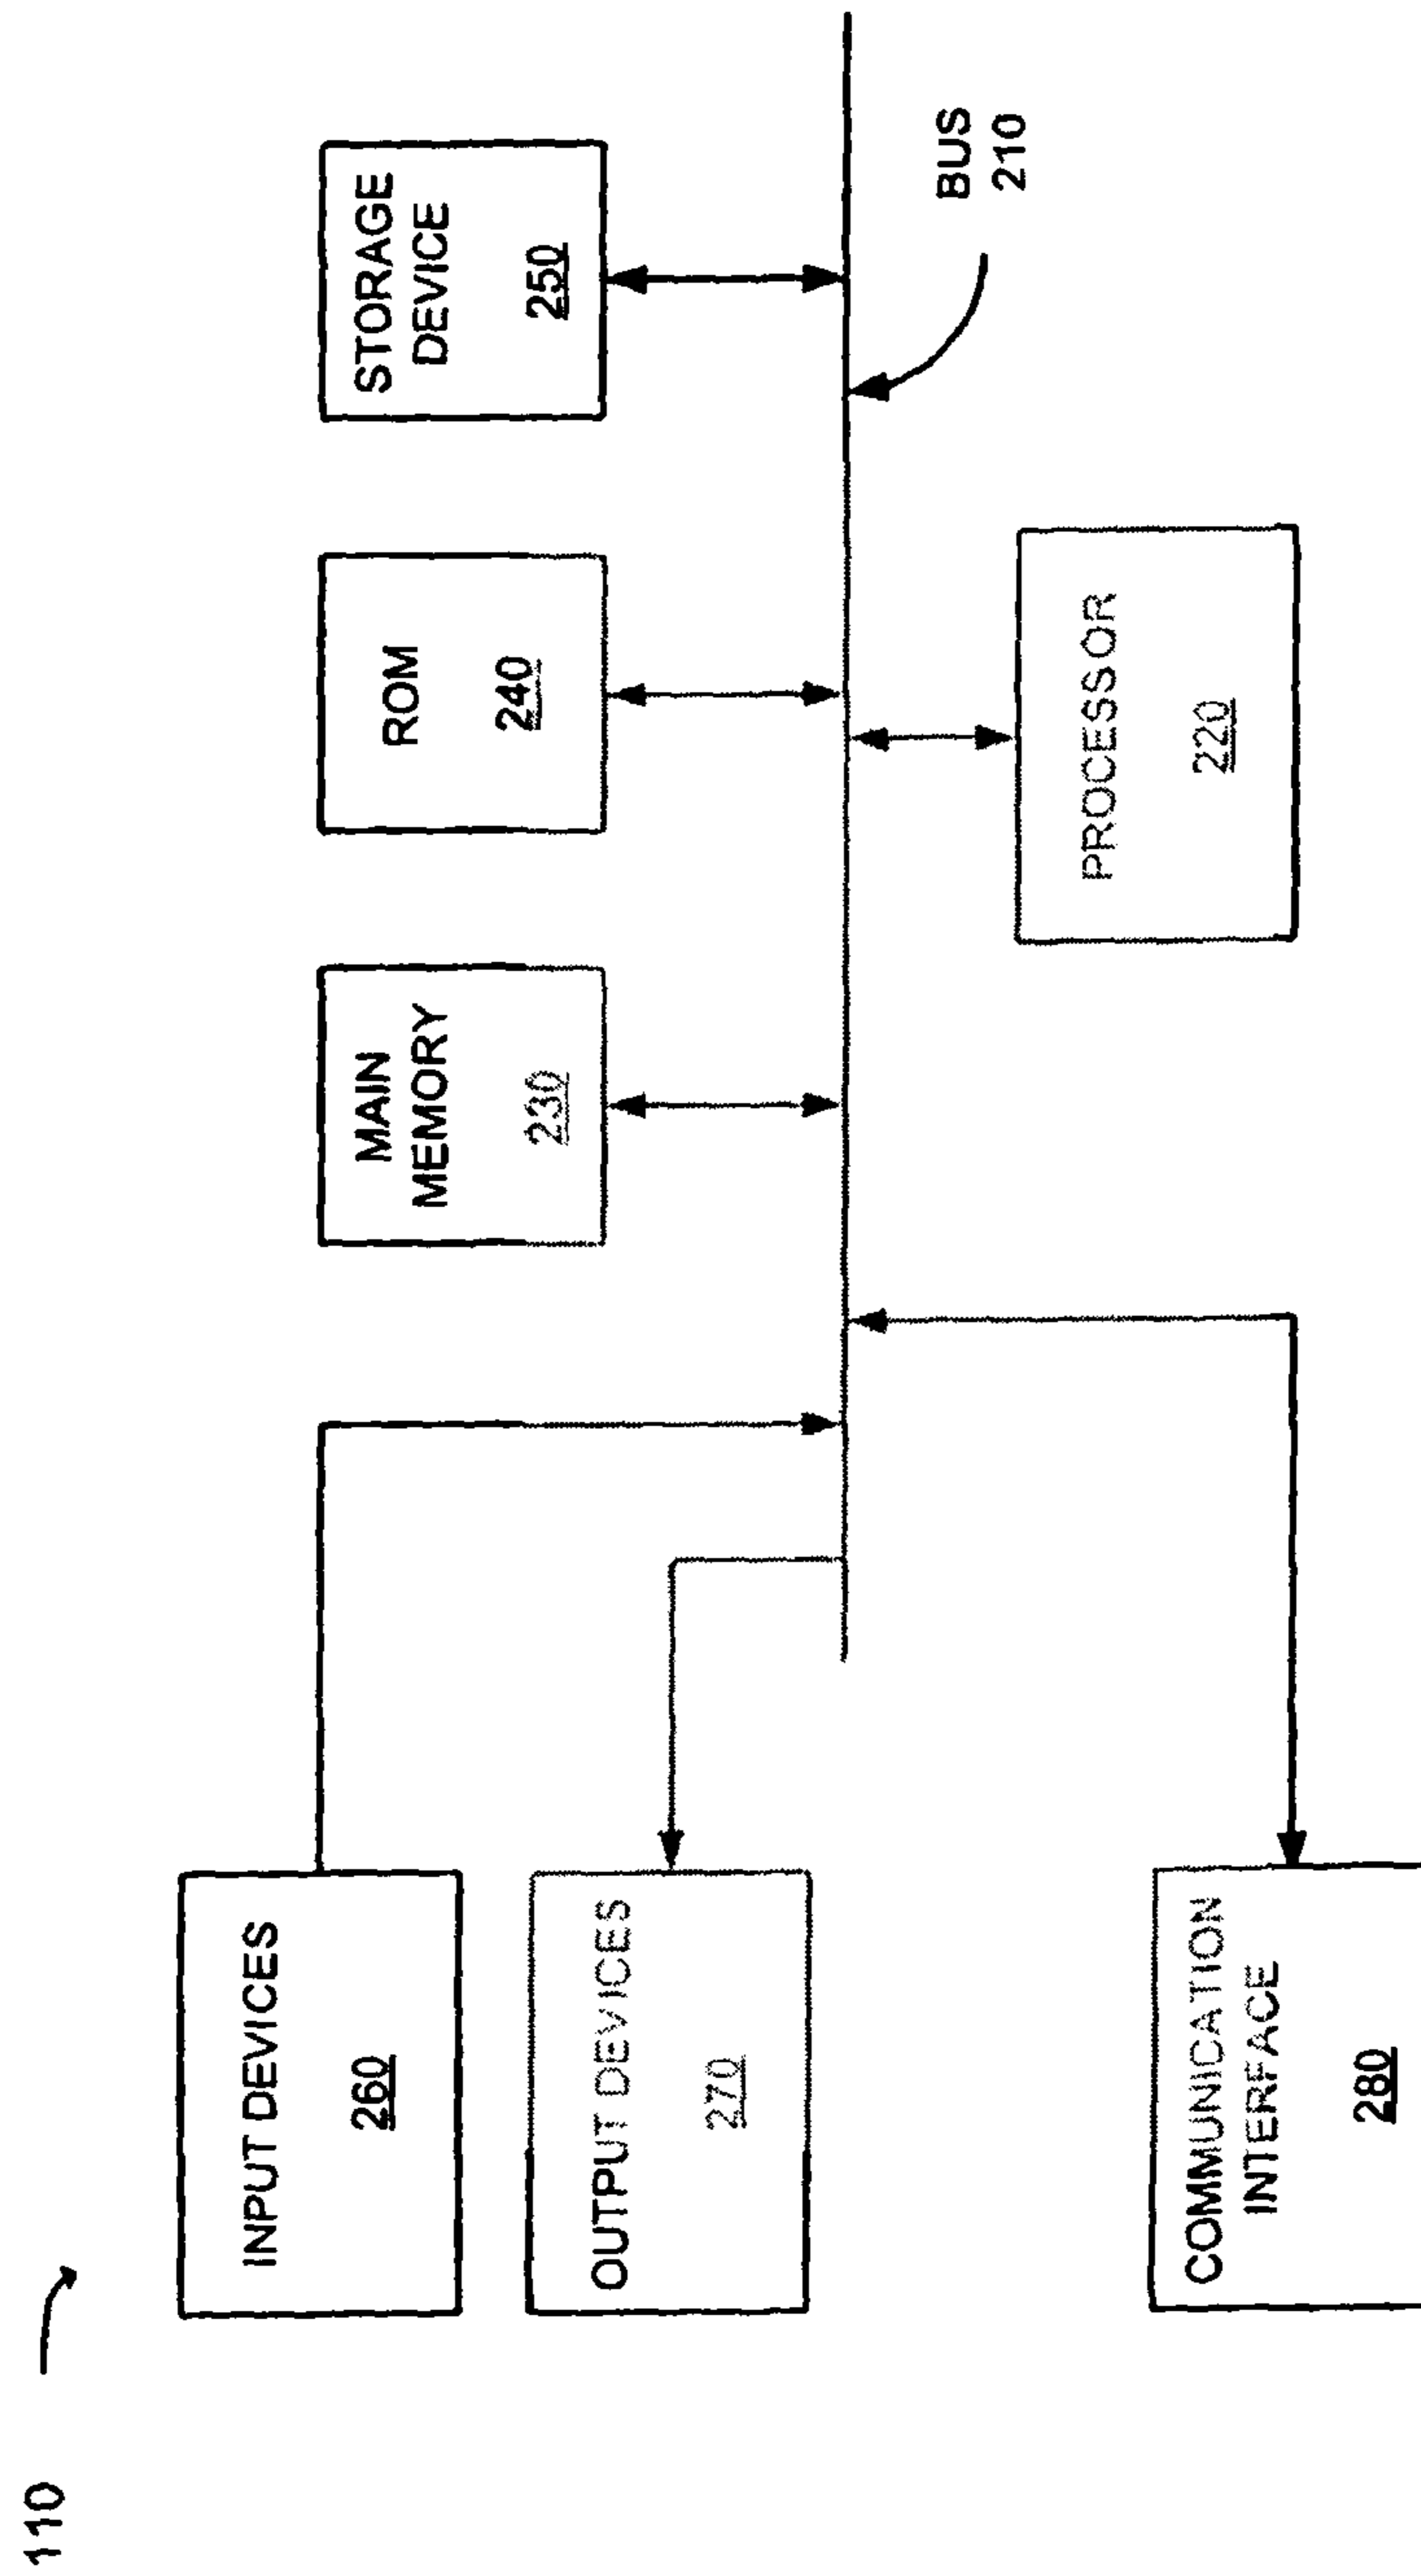 110
INPUT DEVICES
260
OUTPUT DEVICES
270
COMMUNICATION
INTERFACE
280
MAIN
MEMORY
230
ROM
240
STORAGE
DEVICE
250
PROCESSOR
220
BUS
210